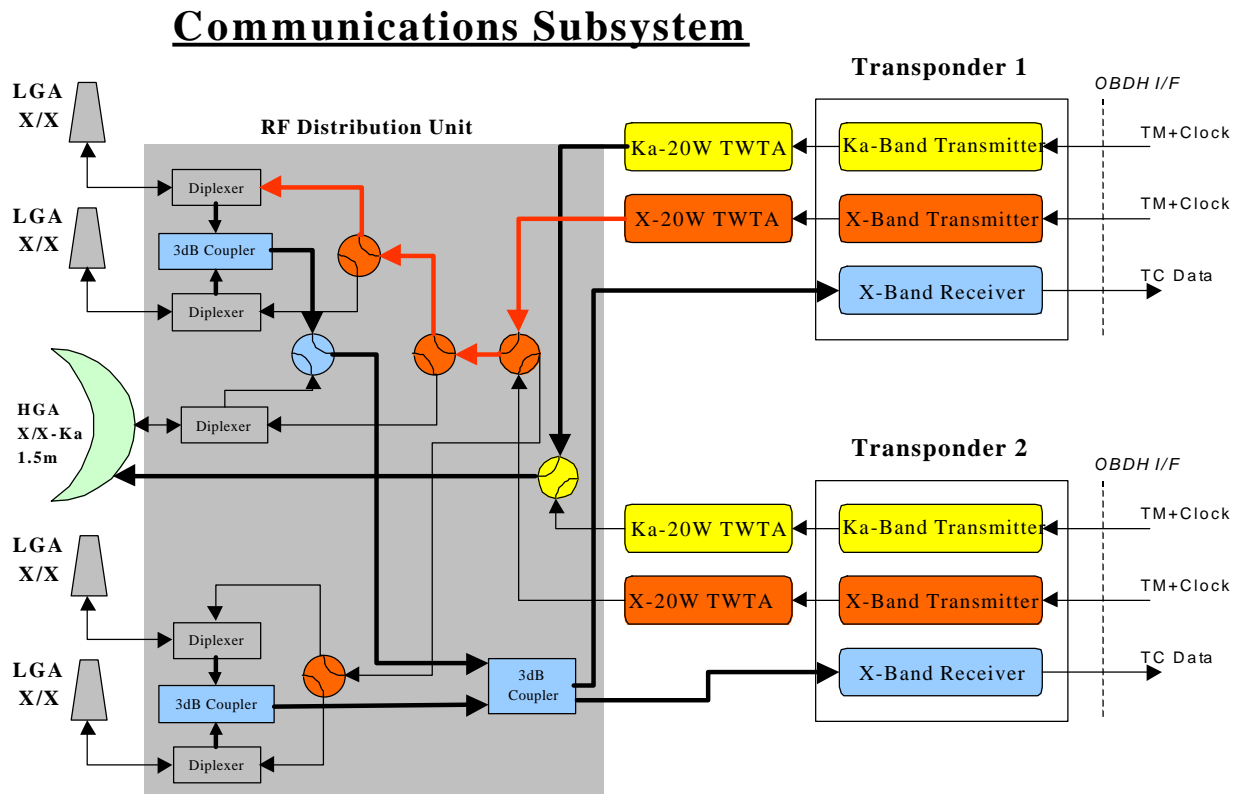 Communications Subsystem
Transponder 1
OBDH I/F
LGA
X/X
RF Distribution Unit
Ka-20W TWTA
Ka-Band Transmitter
TM+Clock
Diplexer
LGA
X/X
X-20W TWTA
X-Band Transmitter
TM+Clock
3dB Coupler
X-Band Receiver
TC Data
Diplexer
HGA
X/X-Ka
1.5m
Diplexer
Transponder 2
OBDH I/F
Ka-20W TWTA
Ka-Band Transmitter
TM+Clock
LGA
X/X
X-20W TWTA
X-Band Transmitter
TM+Clock
Diplexer
LGA
X/X
3dB
Coupler
X-Band Receiver
TC Data
3dB Coupler
Diplexer